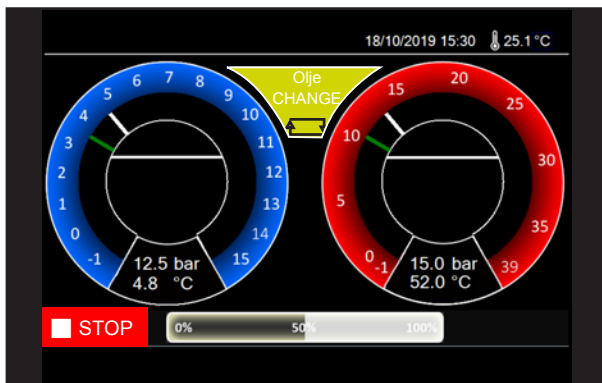 18/10/2019 15:30 25.1 °C
Olje
CHANGE
-1 0 1 2 3 4 5 6 7 8 9 10 11 12 13 14 15
12.5 bar
4.8 °C
-1 0 5 10 15 20 25 30 35 39
15.0 bar
52.0 °C
STOP
0% 50% 100%